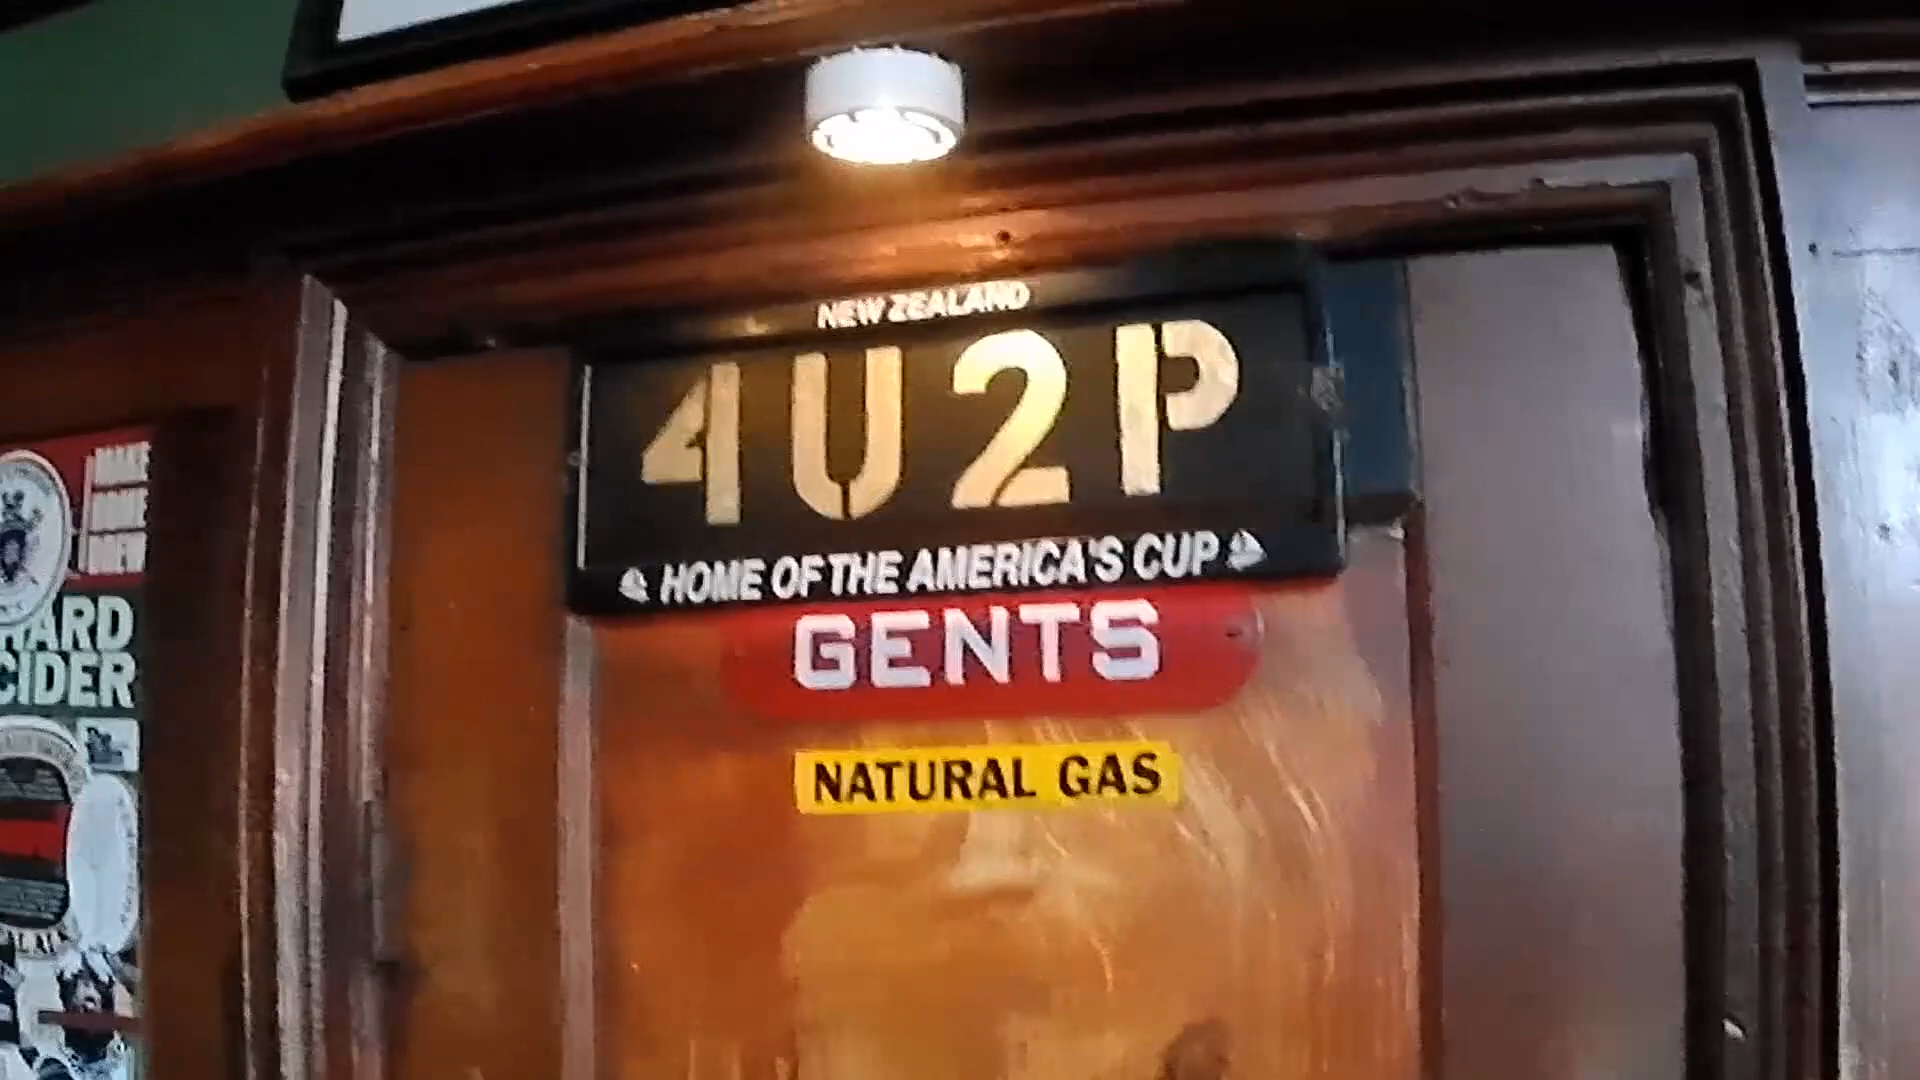 NEW ZEALAND
4U2P
HOME OF THE AMERICA'S CUP
GENTS
NATURAL GAS
HARD
CIDER